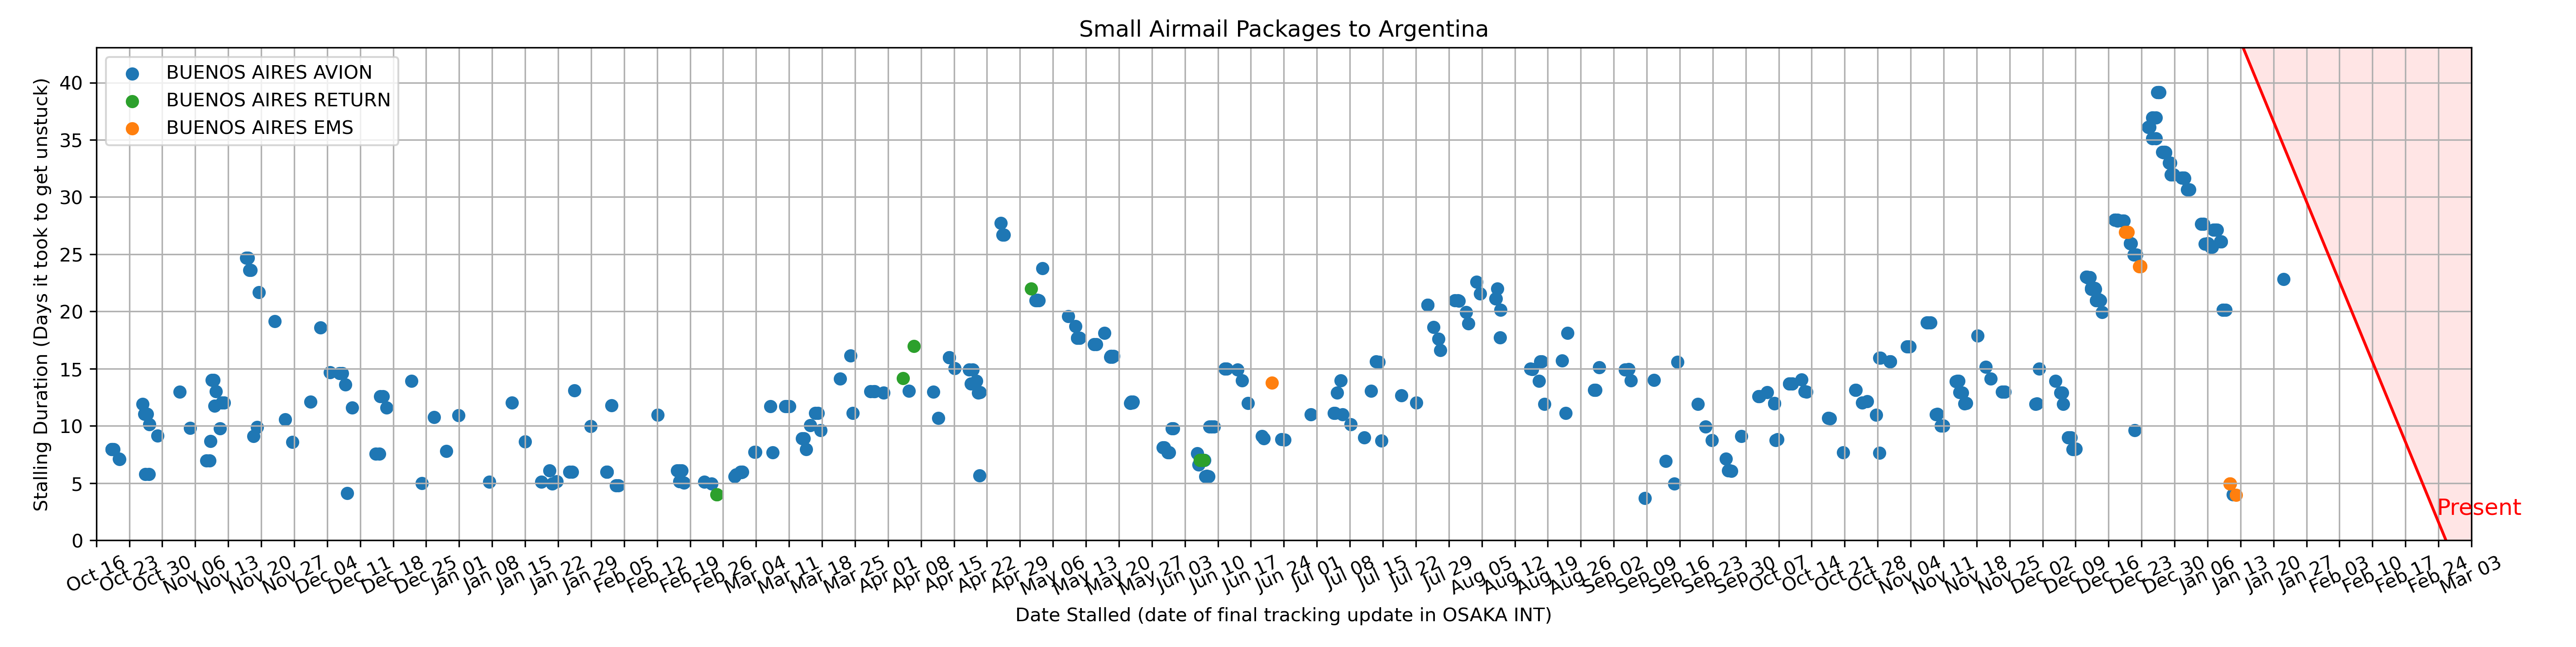 Small Airmail Packages to Argentina
BUENOS AIRES AVION
BUENOS AIRES RETURN
BUENOS AIRES EMS
Stalling Duration (Days it took to get unstuck)
40
35
30
25
20
15
10
5
0
Present
Oct 16
Oct 23
Oct 30
Nov 06
Nov 13
Nov 20
Nov 27
Dec 04
Dec 11
Dec 18
Dec 25
Jan 01
Jan 08
Jan 15
Jan 22
Jan 29
Feb 05
Feb 12
Feb 19
Feb 26
Mar 04
Mar 11
Mar 18
Mar 25
Apr 01
Apr 08
Apr 15
Apr 22
Apr 29
May 06
May 13
May 20
May 27
Jun 03
Jun 10
Jun 17
Jun 24
Jul 01
Jul 08
Jul 15
Jul 22
Jul 29
Aug 05
Aug 12
Aug 19
Aug 26
Sep 02
Sep 09
Sep 16
Sep 23
Sep 30
Oct 07
Oct 14
Oct 21
Oct 28
Nov 04
Nov 11
Nov 18
Nov 25
Dec 02
Dec 09
Dec 16
Dec 23
Dec 30
Jan 06
Jan 13
Jan 20
Jan 27
Feb 03
Feb 10
Feb 17
Feb 24
Mar 03
Date Stalled (date of final tracking update in OSAKA INT)